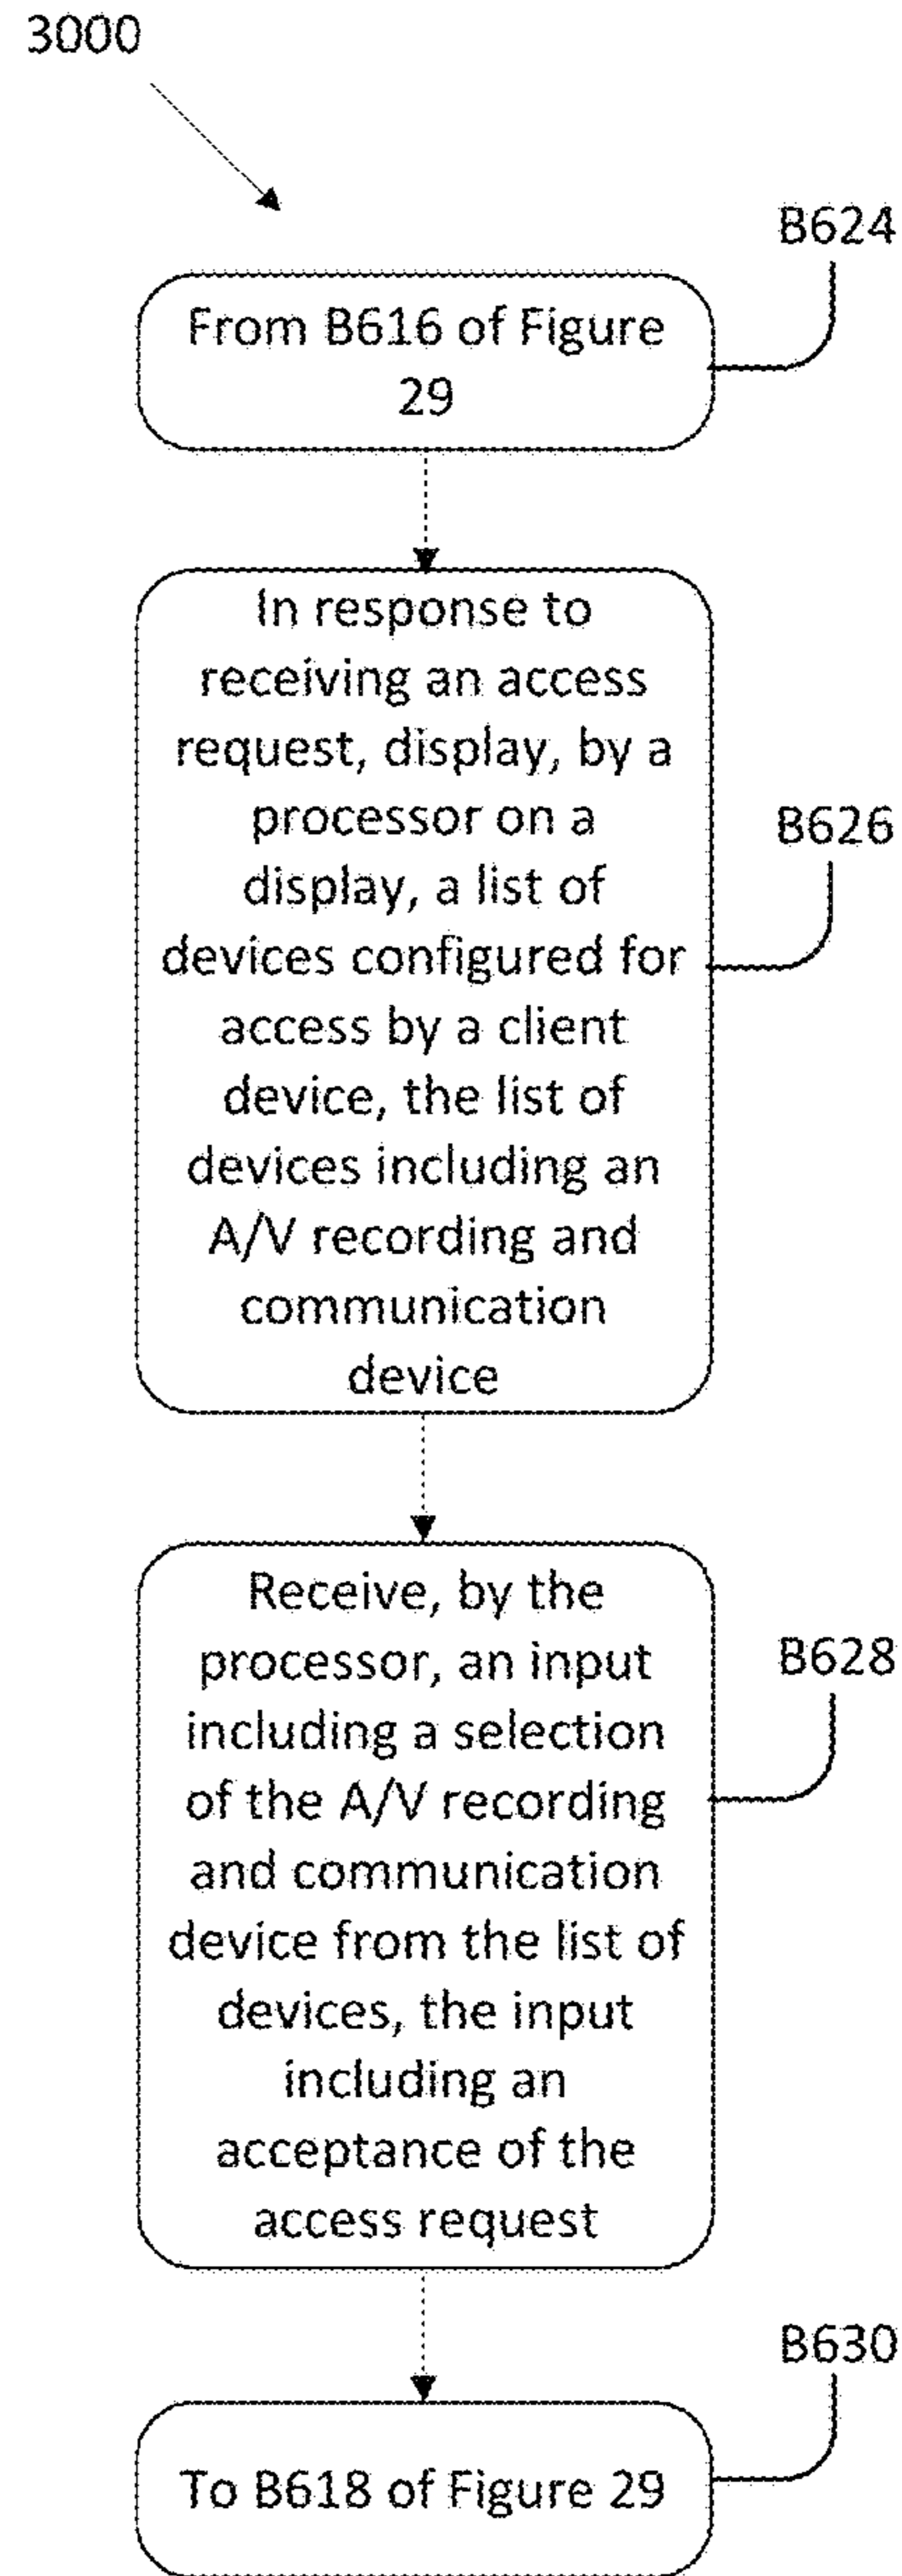 3000
B624
From B616 of Figure
29
In response to
receiving an access
request, display, by a
processor on a
display, a list of
devices configured for
access by a client
device, the list of
devices including an
A/V recording and
communication
device
B626
Receive, by the
processor, an input
including a selection
of the A/V recording
and communication
device from the list of
devices, the input
including an
acceptance of the
access request
B628
B630
To B618 of Figure 29